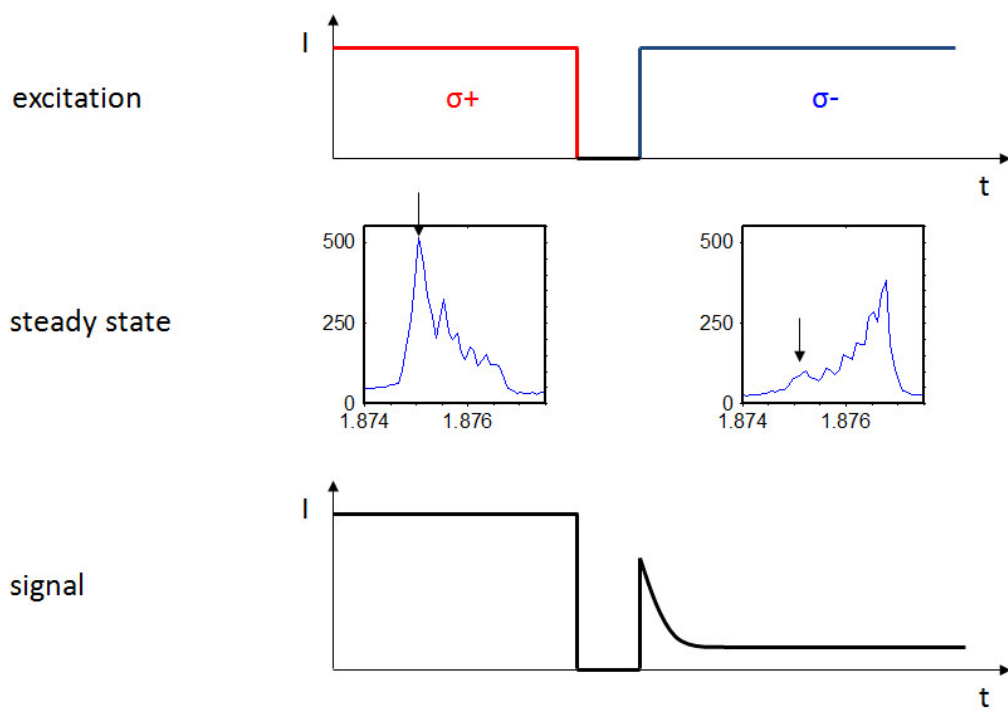 I
excitation
σ+
σ-
t
500
250
0
1.874
1.876
500
250
0
1.874
1.876
steady state
I
signal
t